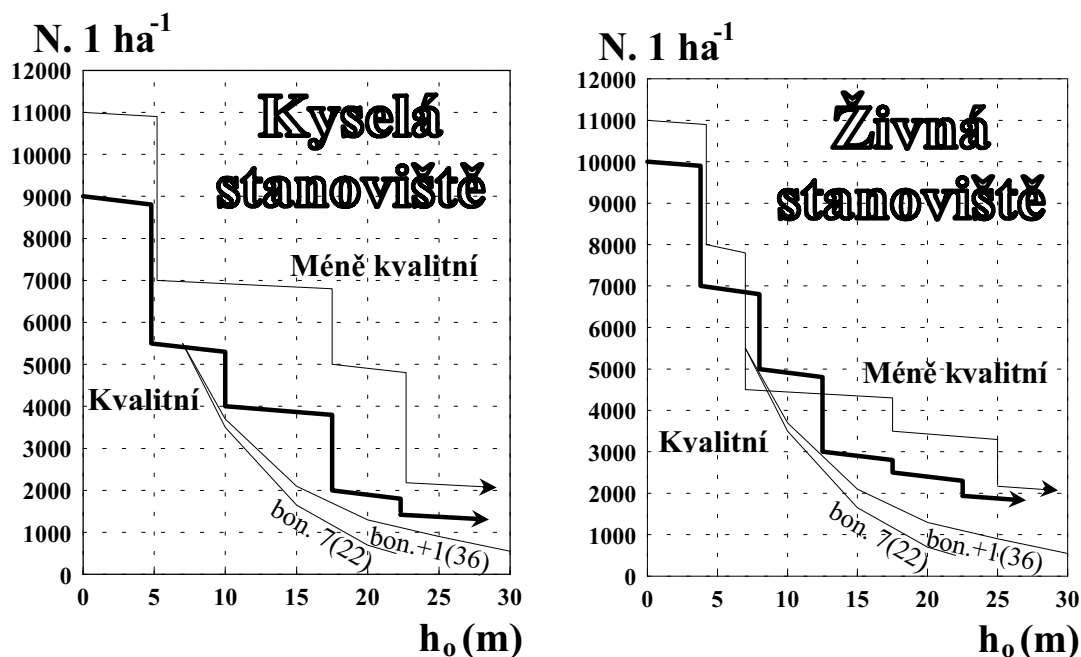 N. 1 ha-1
12000
11000
10000
9000
8000
7000
6000
5000
4000
3000
2000
1000
0
Kyselá
stanoviště
Méně kvalitní
Kvalitní
bon. 7(22)
bon.+1(36)
0 5 10 15 20 25 30
ho (m)
N. 1 ha-1
12000
11000
10000
9000
8000
7000
6000
5000
4000
3000
2000
1000
0
Živná
stanoviště
Méně kvalitní
Kvalitní
bon. 7(22)
bon.+1(36)
0 5 10 15 20 25 30
ho (m)